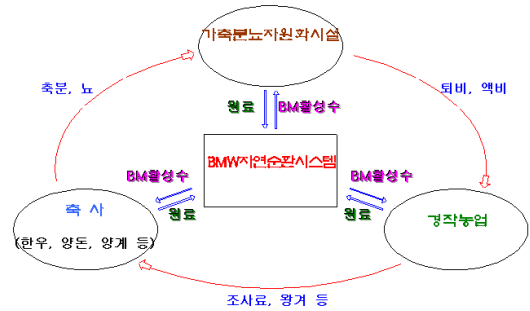 가축분뇨자원화시설
축분, 뇨
퇴비, 액비
원료
BM활성수
BMW자연순환시스템
BM활성수
원료
BM활성수
원료
축 사
(한우, 양돈, 양계 등)
경작농업
조사료, 왕겨 등